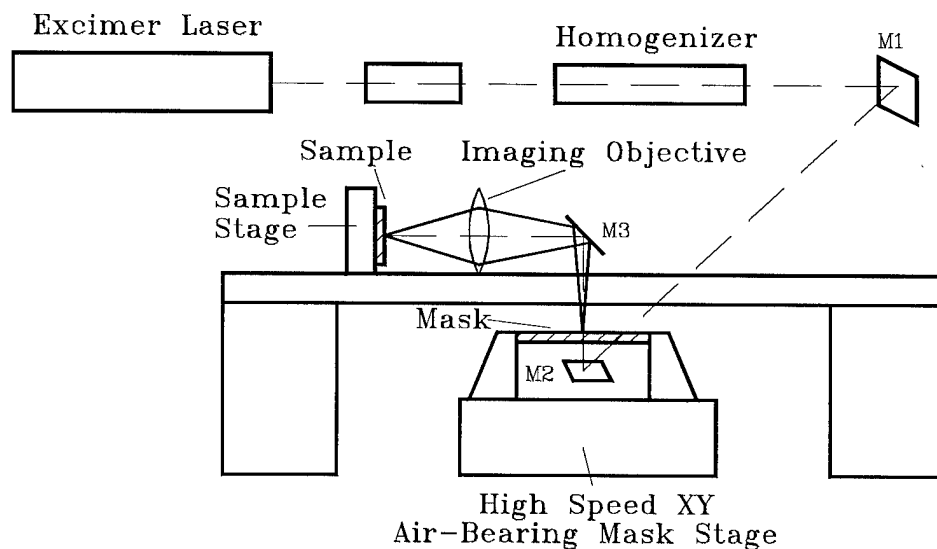 Excimer Laser
Homogenizer
M1
Sample
Imaging Objective
Sample
Stage
M3
Mask
M2
High Speed XY
Air-Bearing Mask Stage